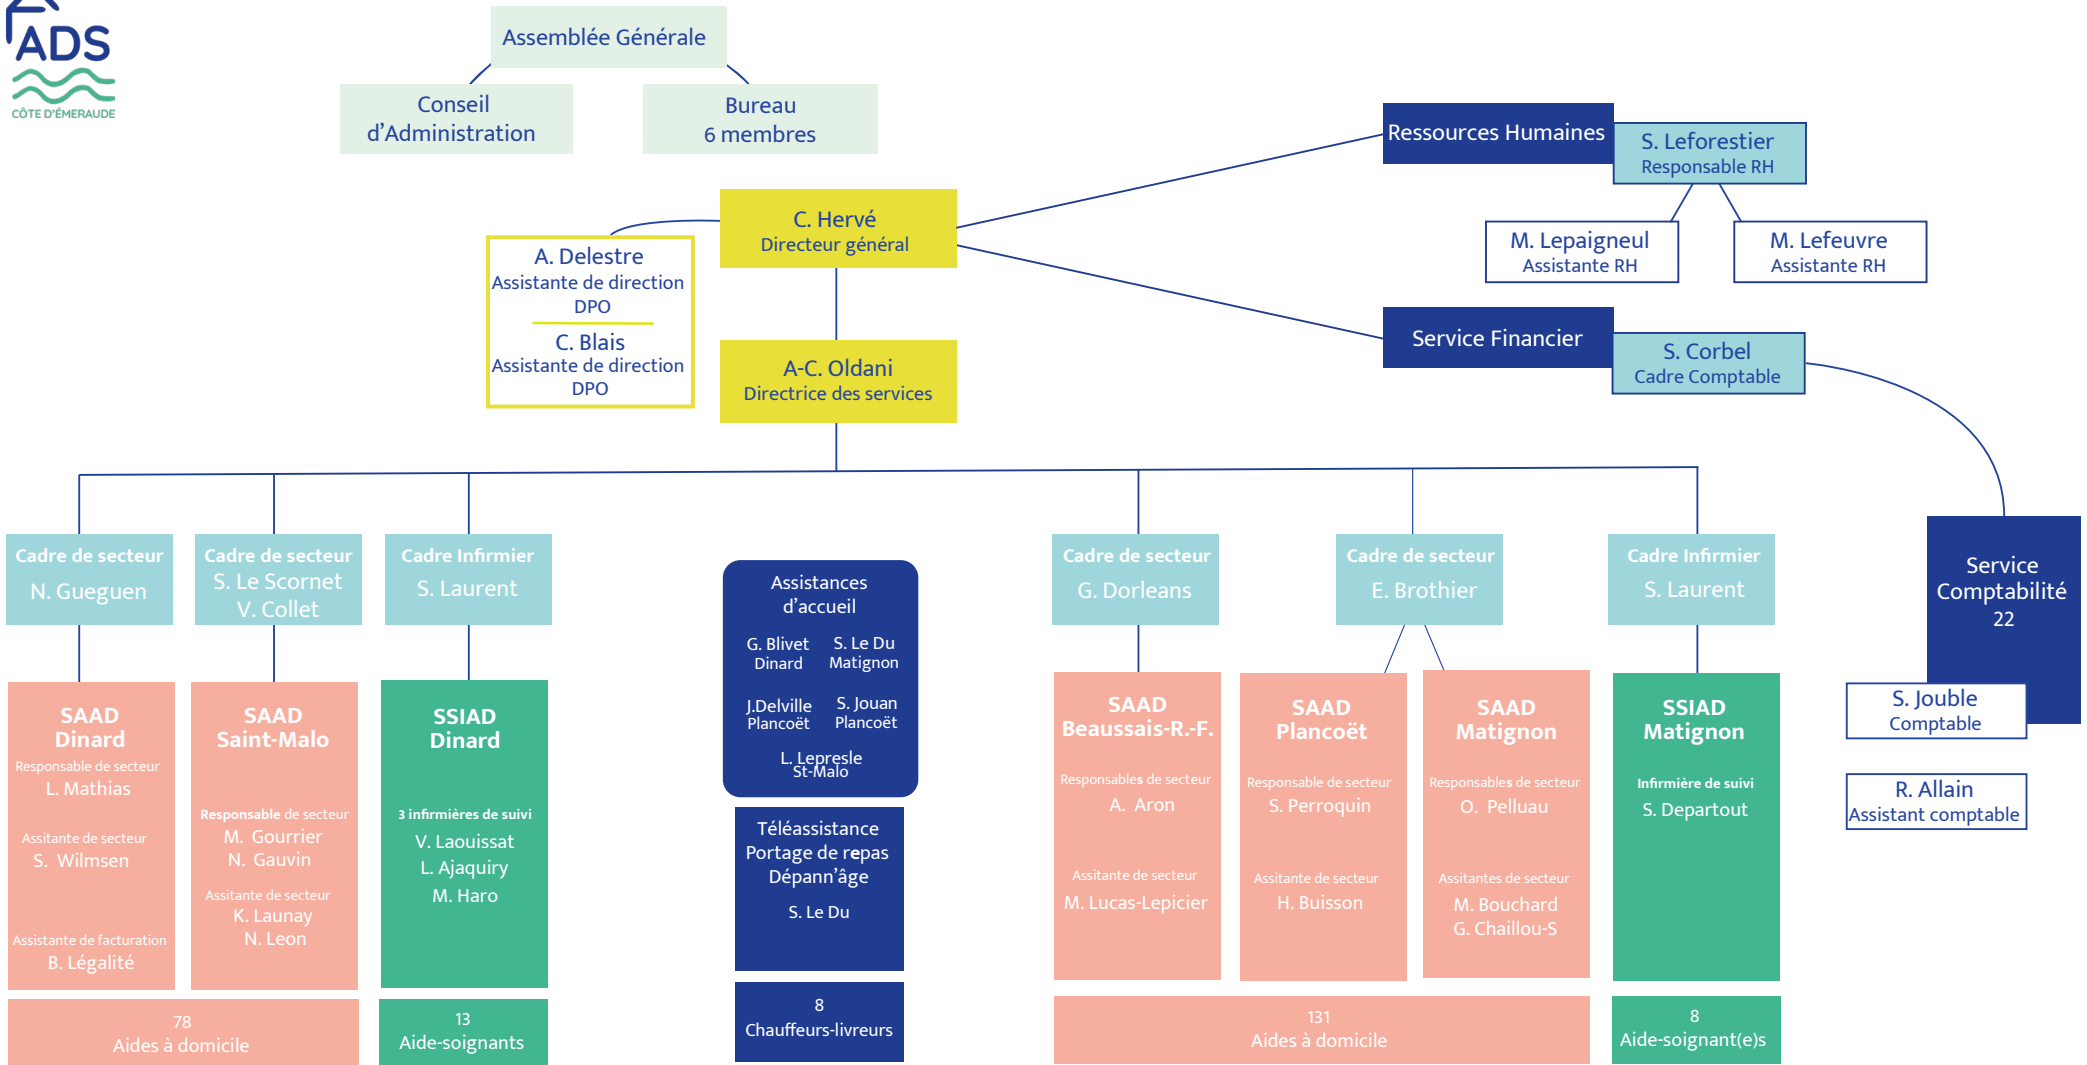 ADS
CÔTE D'ÉMERAUDE
Assemblée Générale
Conseil
d'Administration
Bureau
6 membres
C. Hervé
Directeur général
A. Delestre
Assistante de direction
DPO
C. Blais
Assistante de direction
DPO
A-C. Oldani
Directrice des services
Ressources Humaines
S. Leforestier
Responsable RH
M. Lepaigneul
Assistante RH
M. Lefeuvre
Assistante RH
Service Financier
S. Corbel
Cadre Comptable
Cadre de secteur
N. Gueguen
Cadre de secteur
S. Le Scornet
V. Collet
Cadre Infirmier
S. Laurent
Cadre de secteur
G. Dorleans
Cadre de secteur
E. Brothier
Cadre Infirmier
S. Laurent
Service
Comptabilité
22
S. Jouble
Comptable
R. Allain
Assistant comptable
SAAD
Dinard
Responsable de secteur
L. Mathias
Assitante de secteur
S. Wilmsen
Assistante de facturation
B. Légalité
SAAD
Saint-Malo
Responsable de secteur
M. Gourrier
N. Gauvin
Assitante de secteur
K. Launay
N. Leon
78
Aides à domicile
SSIAD
Dinard
3 infirmières de suivi
V. Laouissat
L. Ajaquiry
M. Haro
13
Aide-soignants
Assistances
d'accueil
G. Blivet
Dinard
S. Le Du
Matignon
J.Delville
Plancoët
S. Jouan
Plancoët
L. Lepresle
St-Malo
Téléassistance
Portage de repas
Dépann'âge
S. Le Du
8
Chauffeurs-livreurs
SAAD
Beaussais-R.-F.
Responsables de secteur
A. Aron
Assitante de secteur
M. Lucas-Lepicier
SAAD
Plancoët
Responsable de secteur
S. Perroquin
Assitante de secteur
H. Buisson
SAAD
Matignon
Responsables de secteur
O. Pelluau
Assitantes de secteur
M. Bouchard
G. Chaillou-S
131
Aides à domicile
SSIAD
Matignon
Infirmière de suivi
S. Departout
8
Aide-soignant(e)s